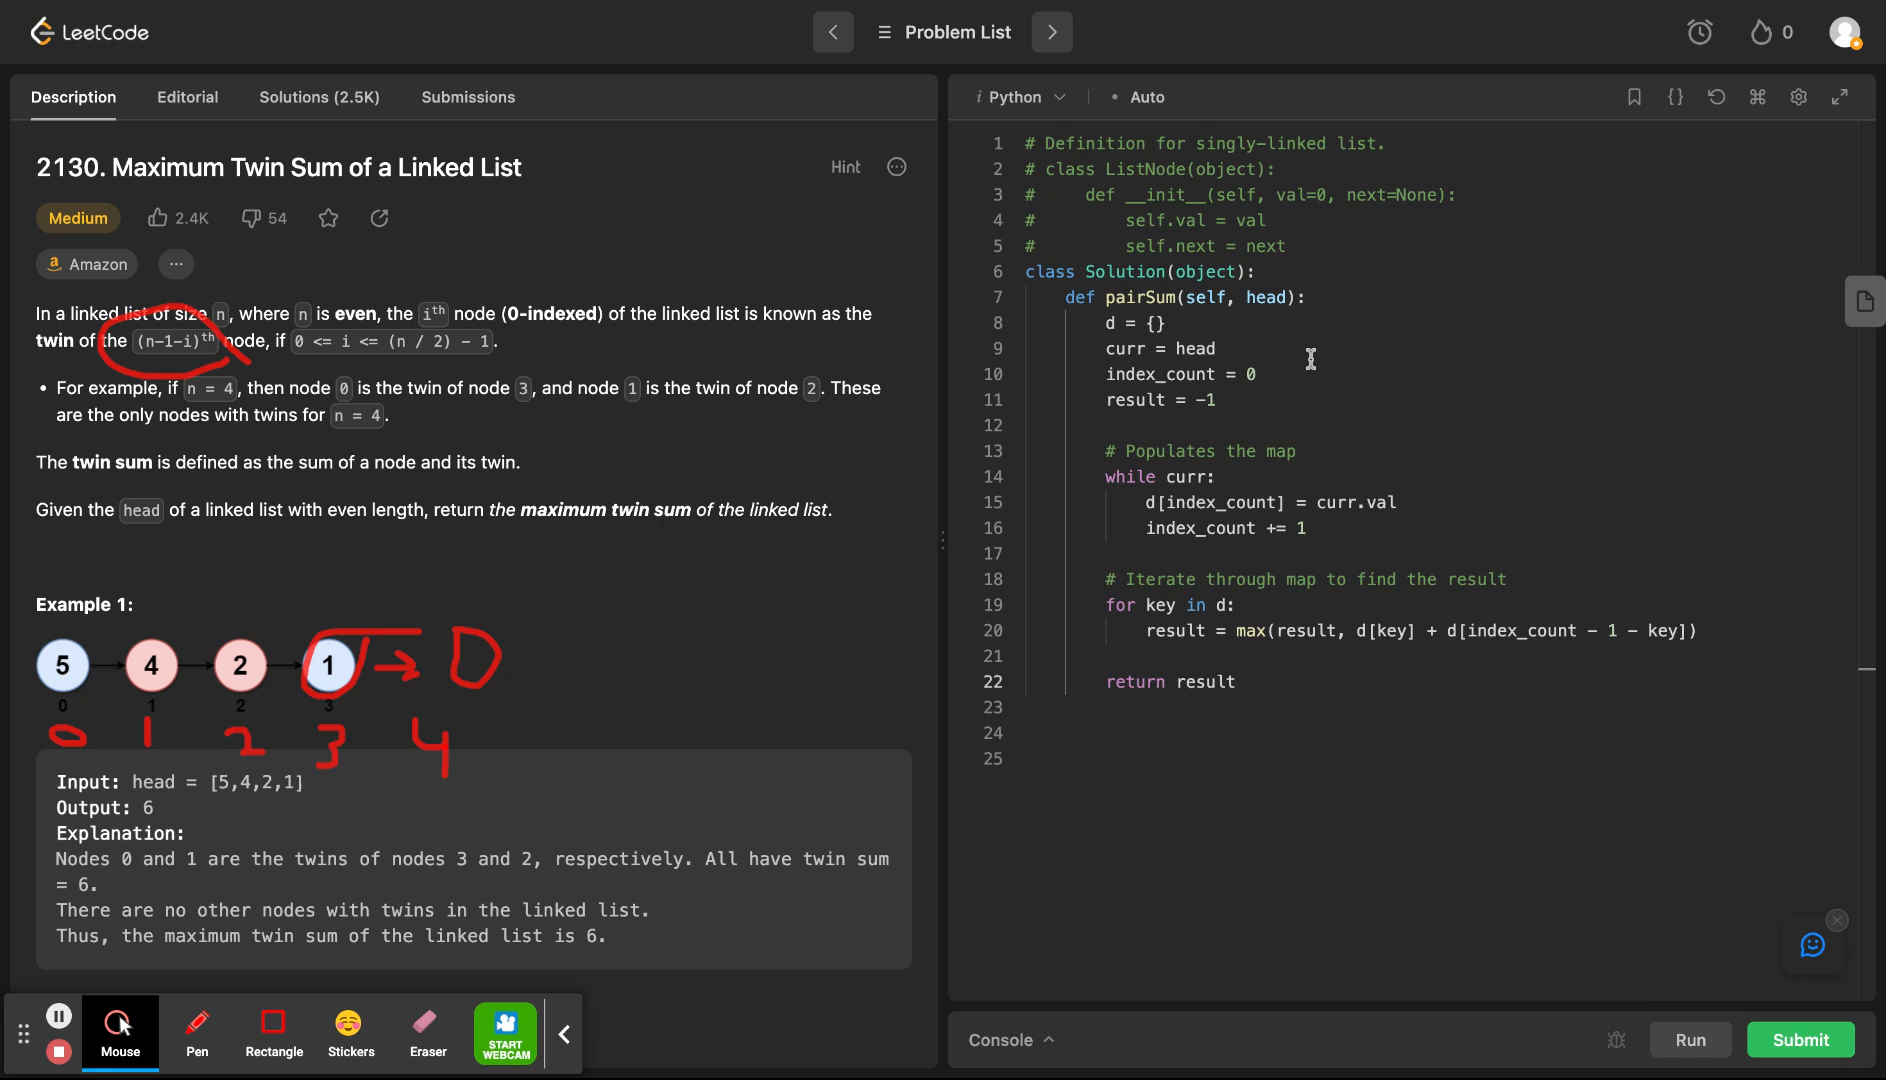 LeetCode
Problem List
0
Description
Editorial
Solutions (2.5K)
Submissions
2130. Maximum Twin Sum of a Linked List
Hint
Medium
2.4K
54
Amazon
In a linked list of size n, where n is even, the ith node (0-indexed) of the linked list is known as the
twin of the (n-1-i)th node, if 0 <= i <= (n / 2) - 1.
• For example, if n = 4, then node 0 is the twin of node 3, and node 1 is the twin of node 2. These
are the only nodes with twins for n = 4.
The twin sum is defined as the sum of a node and its twin.
Given the head of a linked list with even length, return the maximum twin sum of the linked list.
Example 1:
5 4 2 1 D
0 1 2 3
0 1 2 3 4
Input: head = [5,4,2,1]
Output: 6
Explanation:
Nodes 0 and 1 are the twins of nodes 3 and 2, respectively. All have twin sum
= 6.
There are no other nodes with twins in the linked list.
Thus, the maximum twin sum of the linked list is 6.
Mouse
Pen
Rectangle
Stickers
Eraser
START
WEBCAM
i Python
• Auto
1 # Definition for singly-linked list.
2 # class ListNode(object):
3 #     def __init__(self, val=0, next=None):
4 #         self.val = val
5 #         self.next = next
6 class Solution(object):
7     def pairSum(self, head):
8         d = {}
9         curr = head
10         index_count = 0
11         result = -1
12
13         # Populates the map
14         while curr:
15             d[index_count] = curr.val
16             index_count += 1
17
18         # Iterate through map to find the result
19         for key in d:
20             result = max(result, d[key] + d[index_count - 1 - key])
21
22         return result
23
24
25
Console
Run
Submit